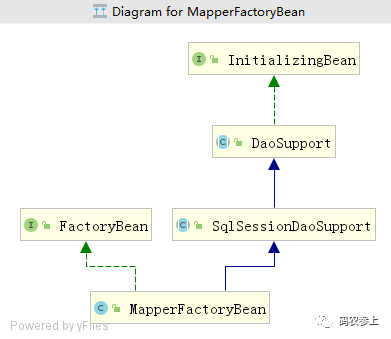 Diagram for MapperFactoryBean
I InitializingBean
C DaoSupport
I FactoryBean
C SqlSessionDaoSupport
C MapperFactoryBean
码农参上
Powered by yFiles